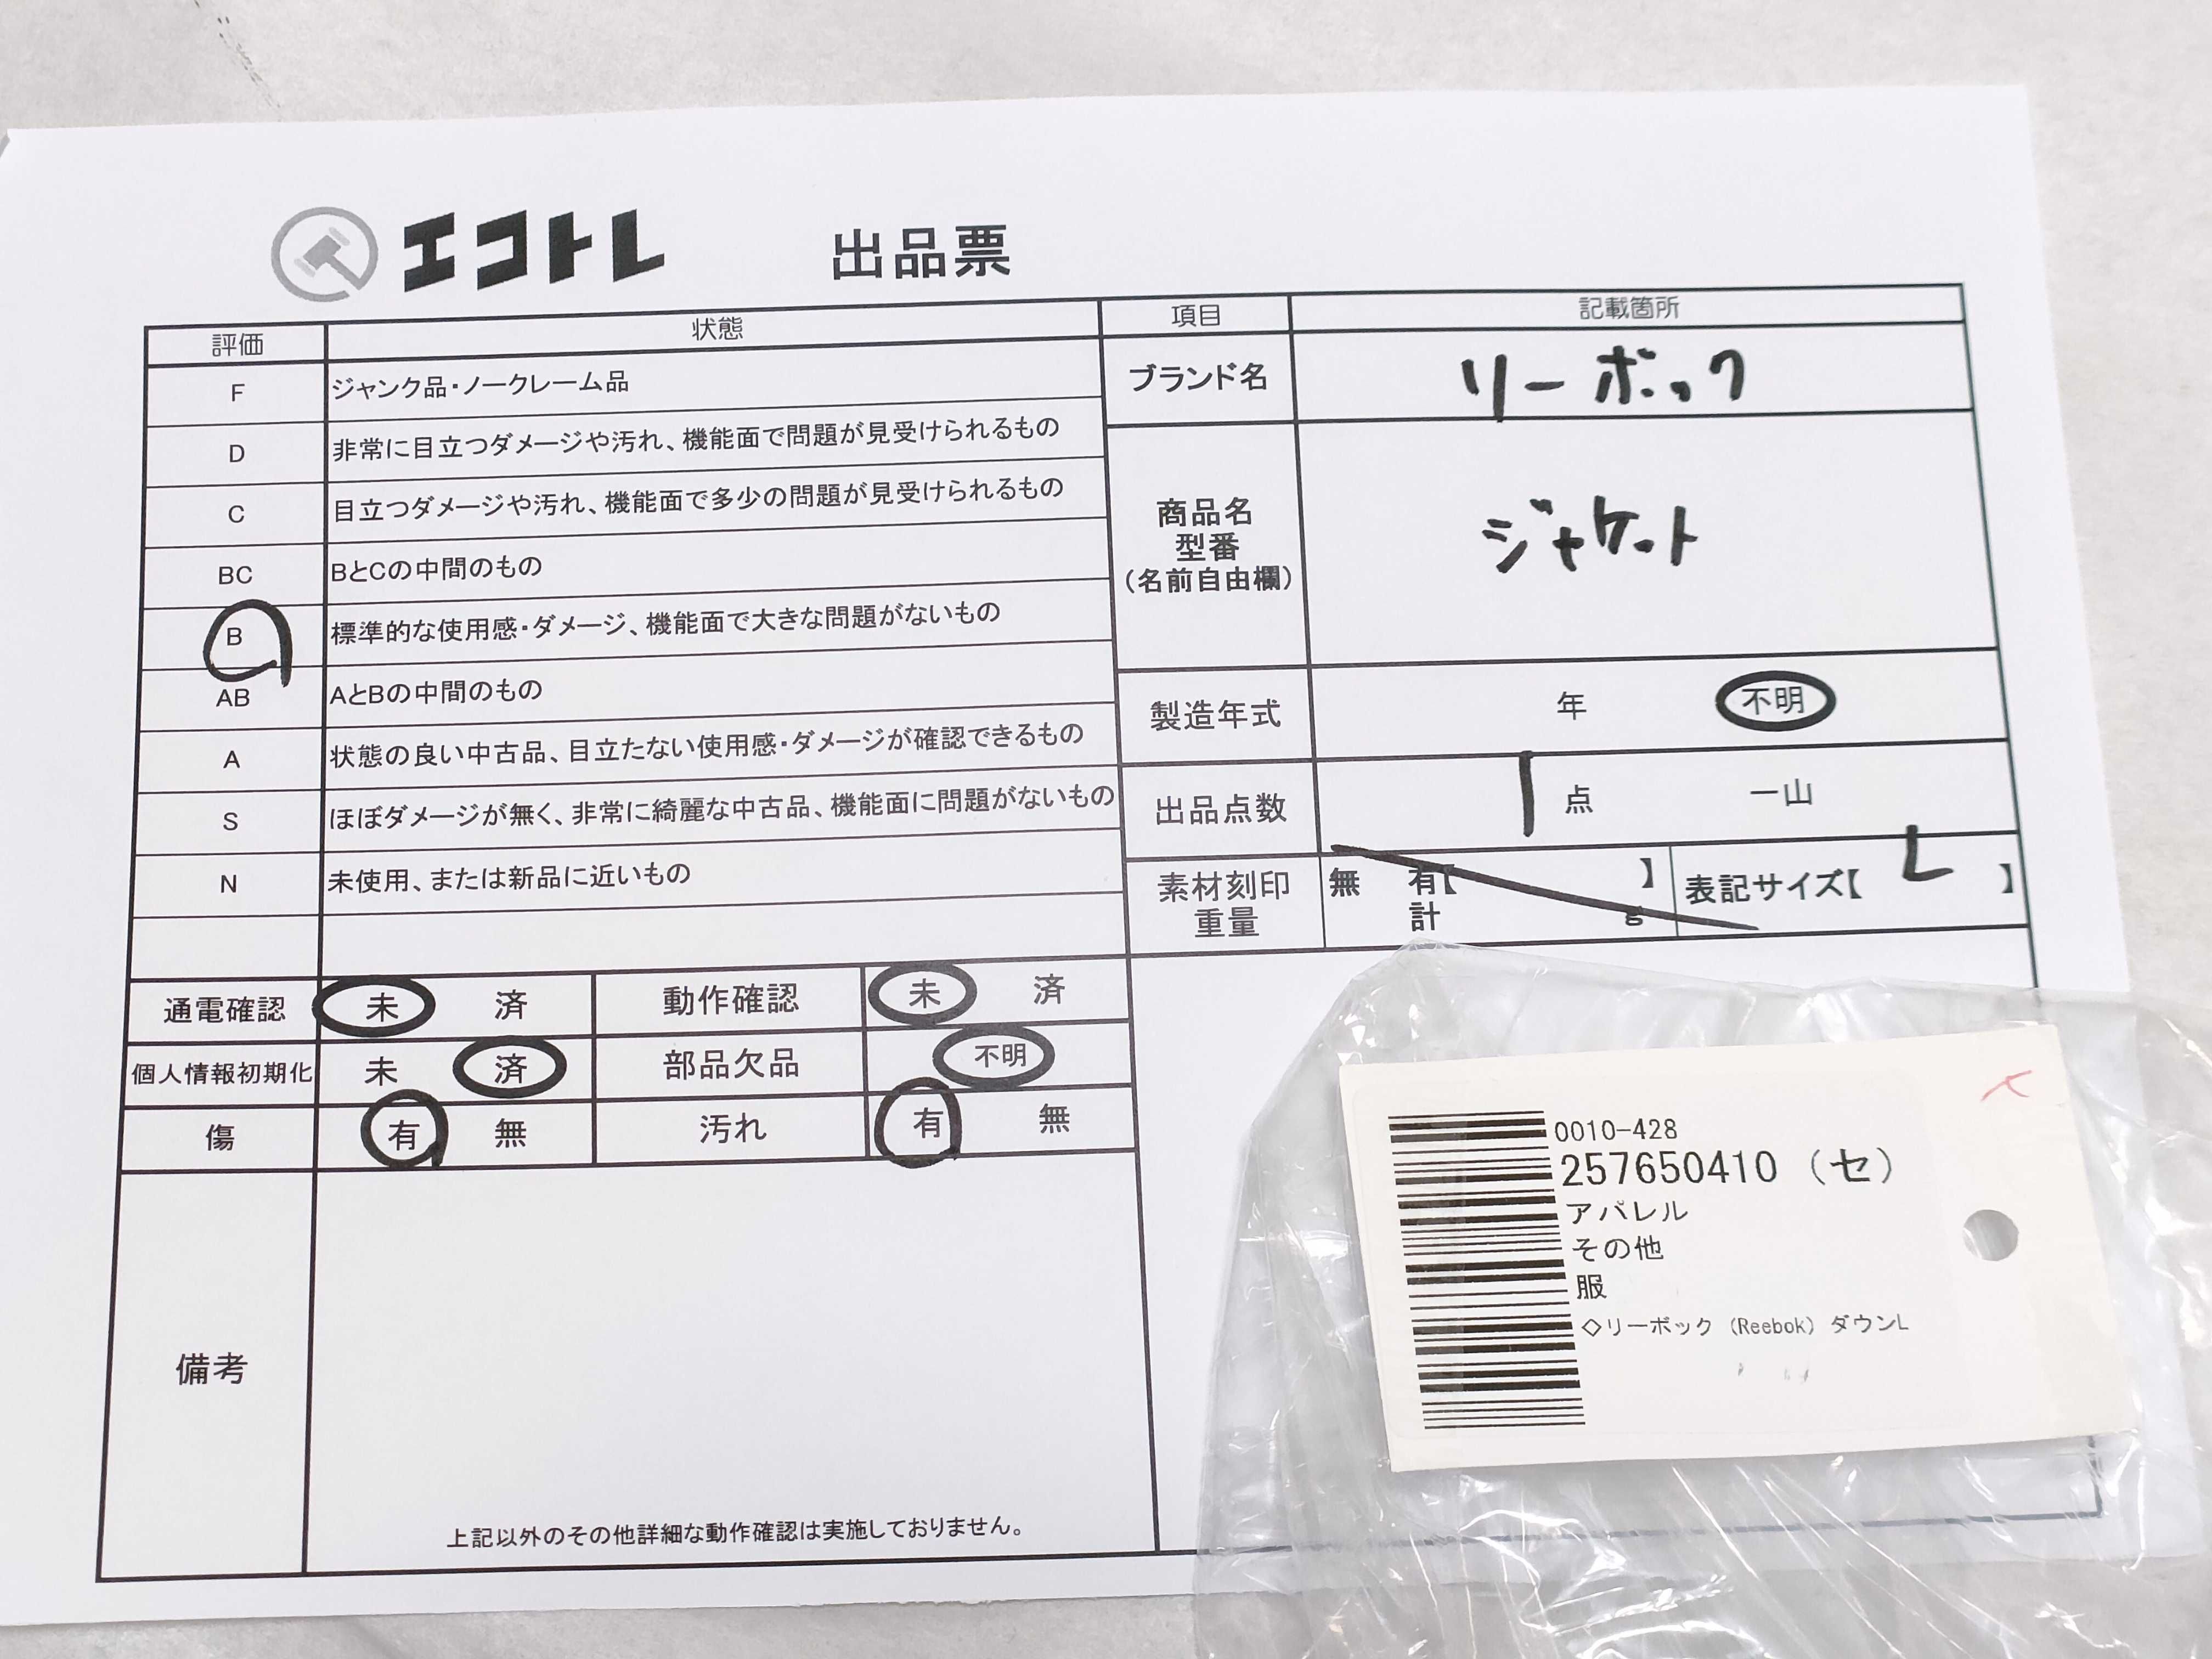 エコトレ 出品票
評価 状態
F ジャンク品・ノークレーム品
D 非常に目立つダメージや汚れ、機能面で問題が見受けられるもの
C 目立つダメージや汚れ、機能面で多少の問題が見受けられるもの
BC BとCの中間のもの
B 標準的な使用感・ダメージ、機能面で大きな問題がないもの
AB AとBの中間のもの
A 状態の良い中古品、目立たない使用感・ダメージが確認できるもの
S ほぼダメージが無く、非常に綺麗な中古品、機能面に問題がないもの
N 未使用、または新品に近いもの
項目 記載箇所
ブランド名 リーボック
商品名
型番
(名前自由欄)
ジャケット
製造年式 年 不明
出品点数 1 点 一山
素材刻印 無 有【 】 表記サイズ【 L 】
重量 計 g
通電確認 未 済 動作確認 未 済
個人情報初期化 未 済 部品欠品 不明
傷 有 無 汚れ 有 無
備考
上記以外のその他詳細な動作確認は実施しておりません。
0010-428
257650410 (セ)
アパレル
その他
服
◇リーボック (Reebok) ダウンL